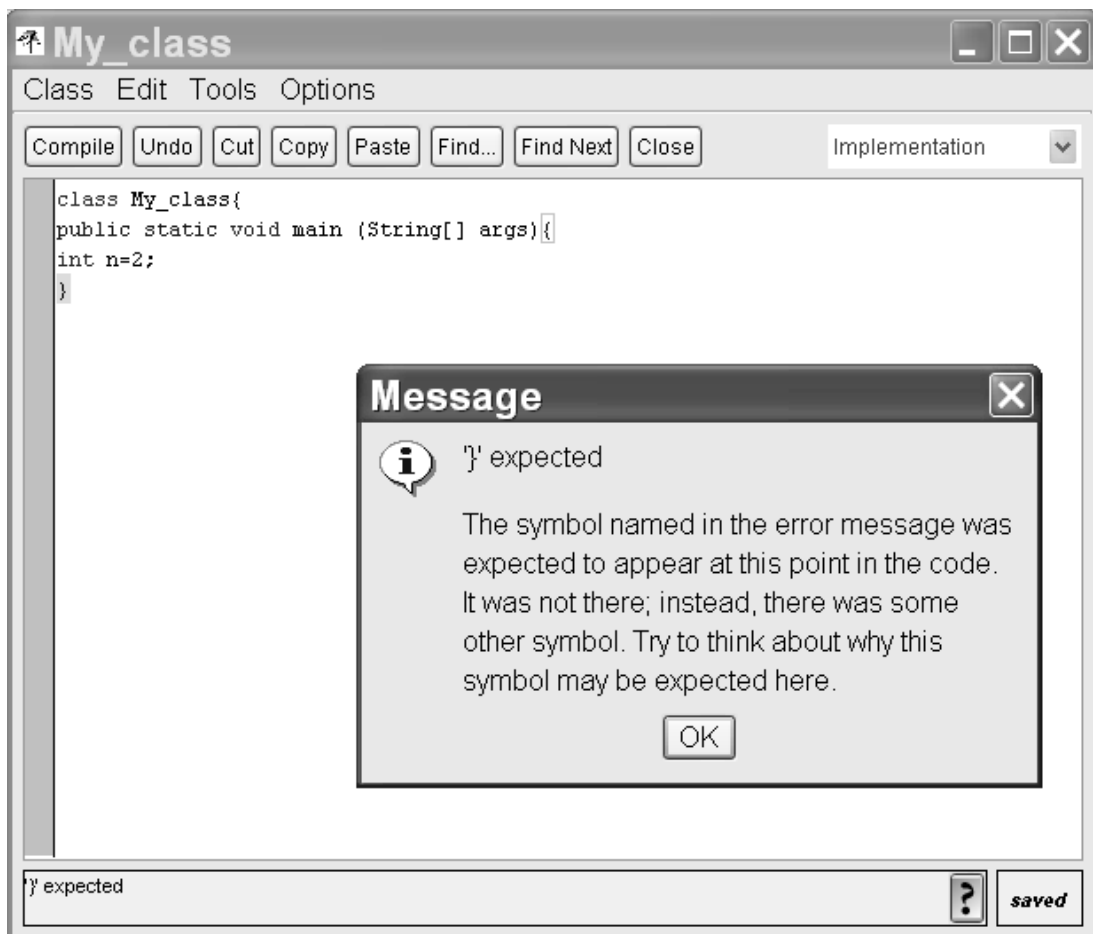 My_class
Class Edit Tools Options
Compile Undo Cut Copy Paste Find... Find Next Close Implementation
class My_class{
public static void main (String[] args){
int n=2;
}
Message
'}' expected
The symbol named in the error message was
expected to appear at this point in the code.
It was not there; instead, there was some
other symbol. Try to think about why this
symbol may be expected here.
OK
'}' expected
? saved